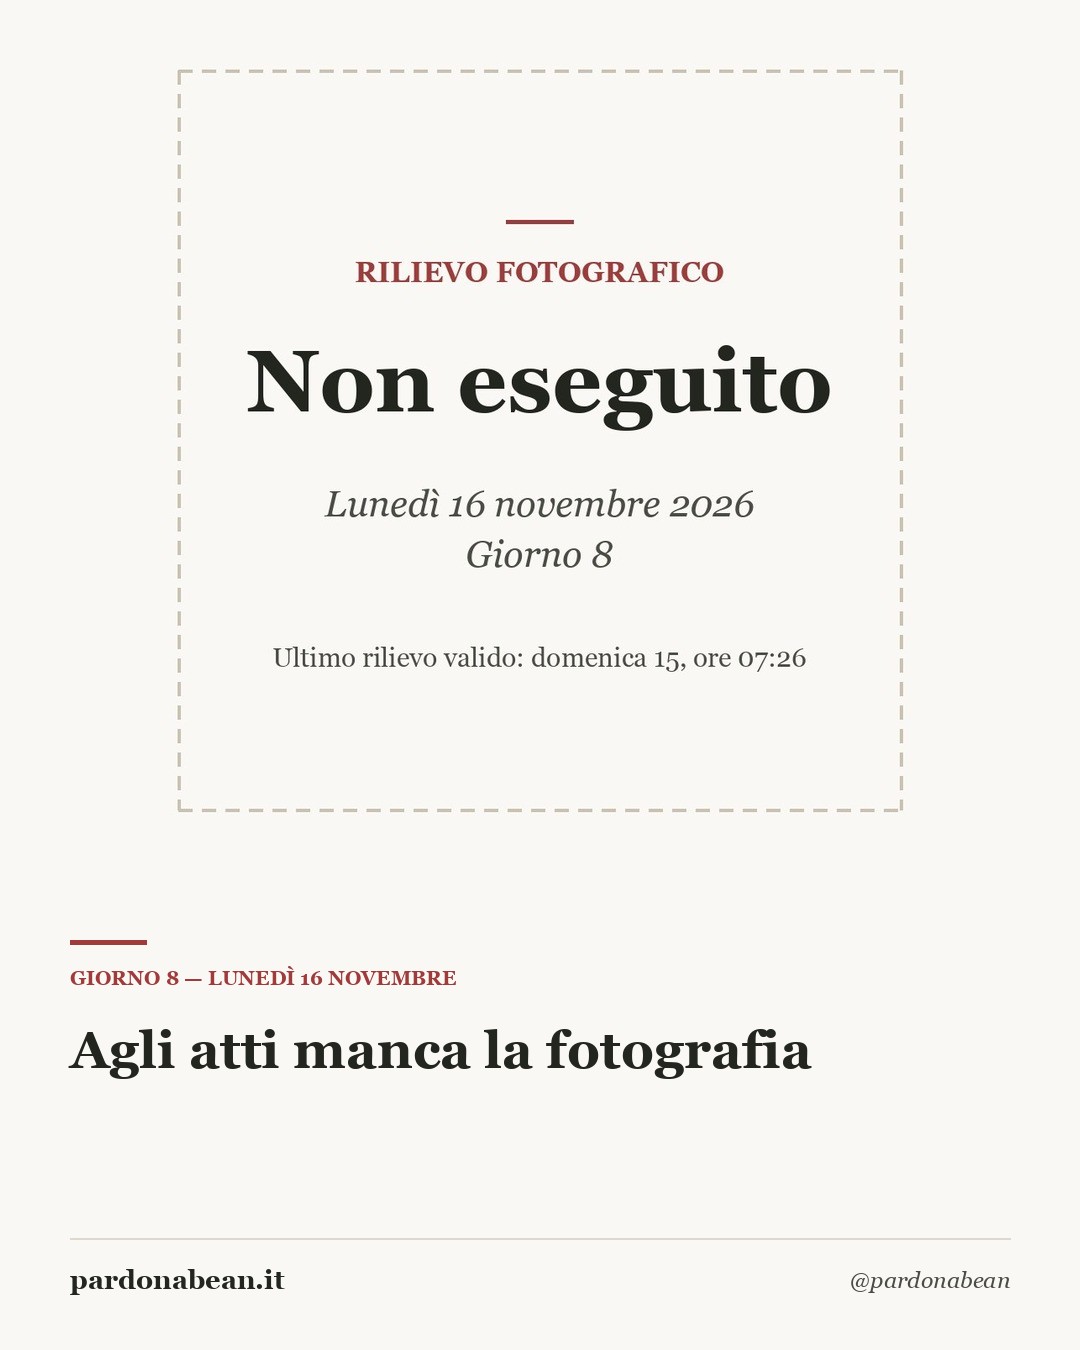 RILIEVO FOTOGRAFICO
Non eseguito
Lunedì 16 novembre 2026
Giorno 8
Ultimo rilievo valido: domenica 15, ore 07:26
GIORNO 8 — LUNEDÌ 16 NOVEMBRE
Agli atti manca la fotografia
pardonabean.it
@pardonabean